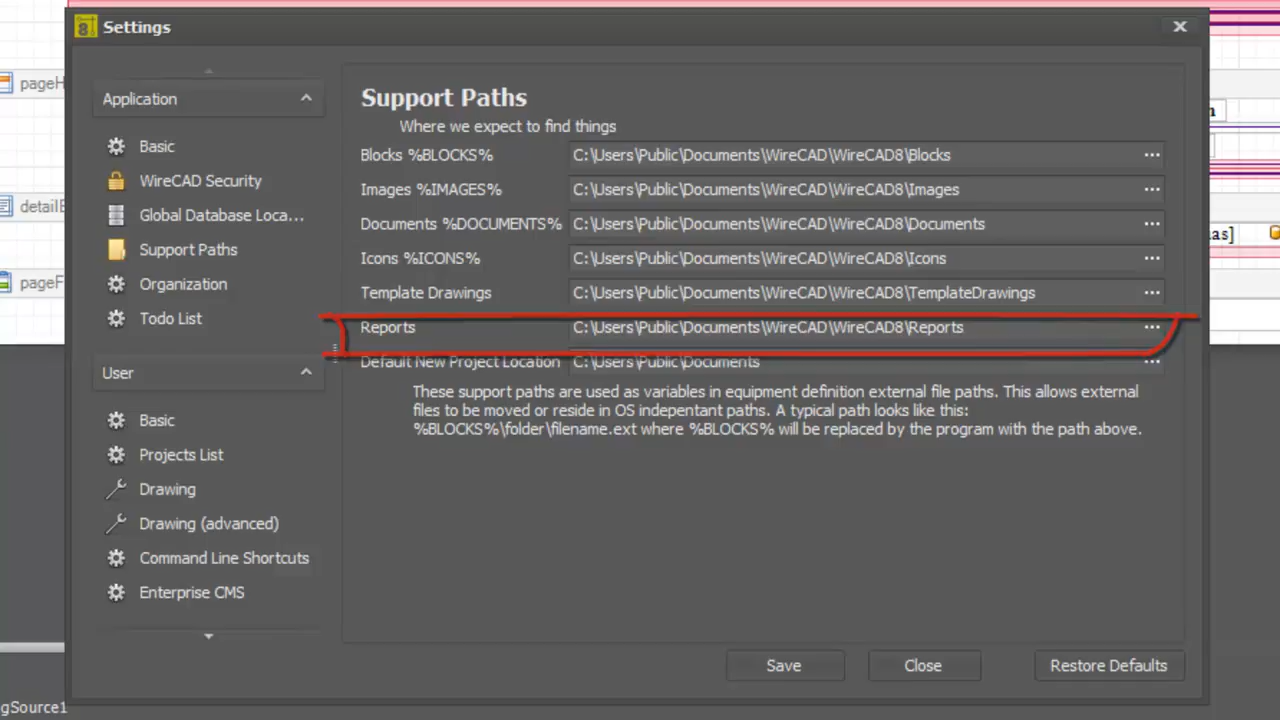 Settings
pageH
detailE
pageF
gSource1
Application
Basic
WireCAD Security
Global Database Loca...
Support Paths
Organization
Todo List
User
Basic
Projects List
Drawing
Drawing (advanced)
Command Line Shortcuts
Enterprise CMS
Support Paths
Where we expect to find things
Blocks %BLOCKS% C:\Users\Public\Documents\WireCAD\WireCAD8\Blocks ...
Images %IMAGES% C:\Users\Public\Documents\WireCAD\WireCAD8\Images ...
Documents %DOCUMENTS% C:\Users\Public\Documents\WireCAD\WireCAD8\Documents ...
Icons %ICONS% C:\Users\Public\Documents\WireCAD\WireCAD8\Icons ...
Template Drawings C:\Users\Public\Documents\WireCAD\WireCAD8\TemplateDrawings ...
Reports C:\Users\Public\Documents\WireCAD\WireCAD8\Reports ...
Default New Project Location C:\Users\Public\Documents ...
These support paths are used as variables in equipment definition external file paths. This allows external
files to be moved or reside in OS indepentant paths. A typical path looks like this:
%BLOCKS%\folder\filename.ext where %BLOCKS% will be replaced by the program with the path above.
Save Close Restore Defaults
as]